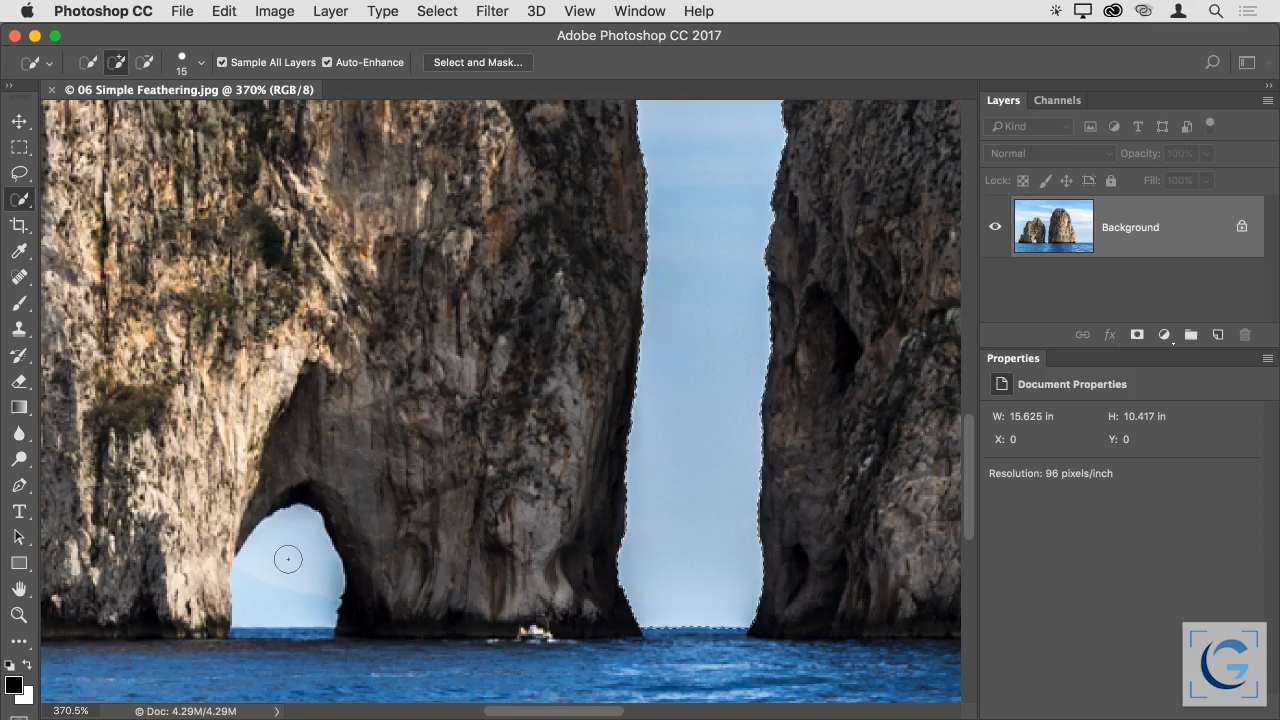 Photoshop CC File Edit Image Layer Type Select Filter 3D View Window Help
Adobe Photoshop CC 2017
15 Sample All Layers Auto-Enhance Select and Mask...
× © 06 Simple Feathering.jpg @ 370% (RGB/8)
Layers Channels
Kind
Normal Opacity: 100%
Lock: Fill: 100%
Background
fx
Properties
Document Properties
W: 15.625 in H: 10.417 in
X: 0 Y: 0
Resolution: 96 pixels/inch
370.5% © Doc: 4.29M/4.29M
G